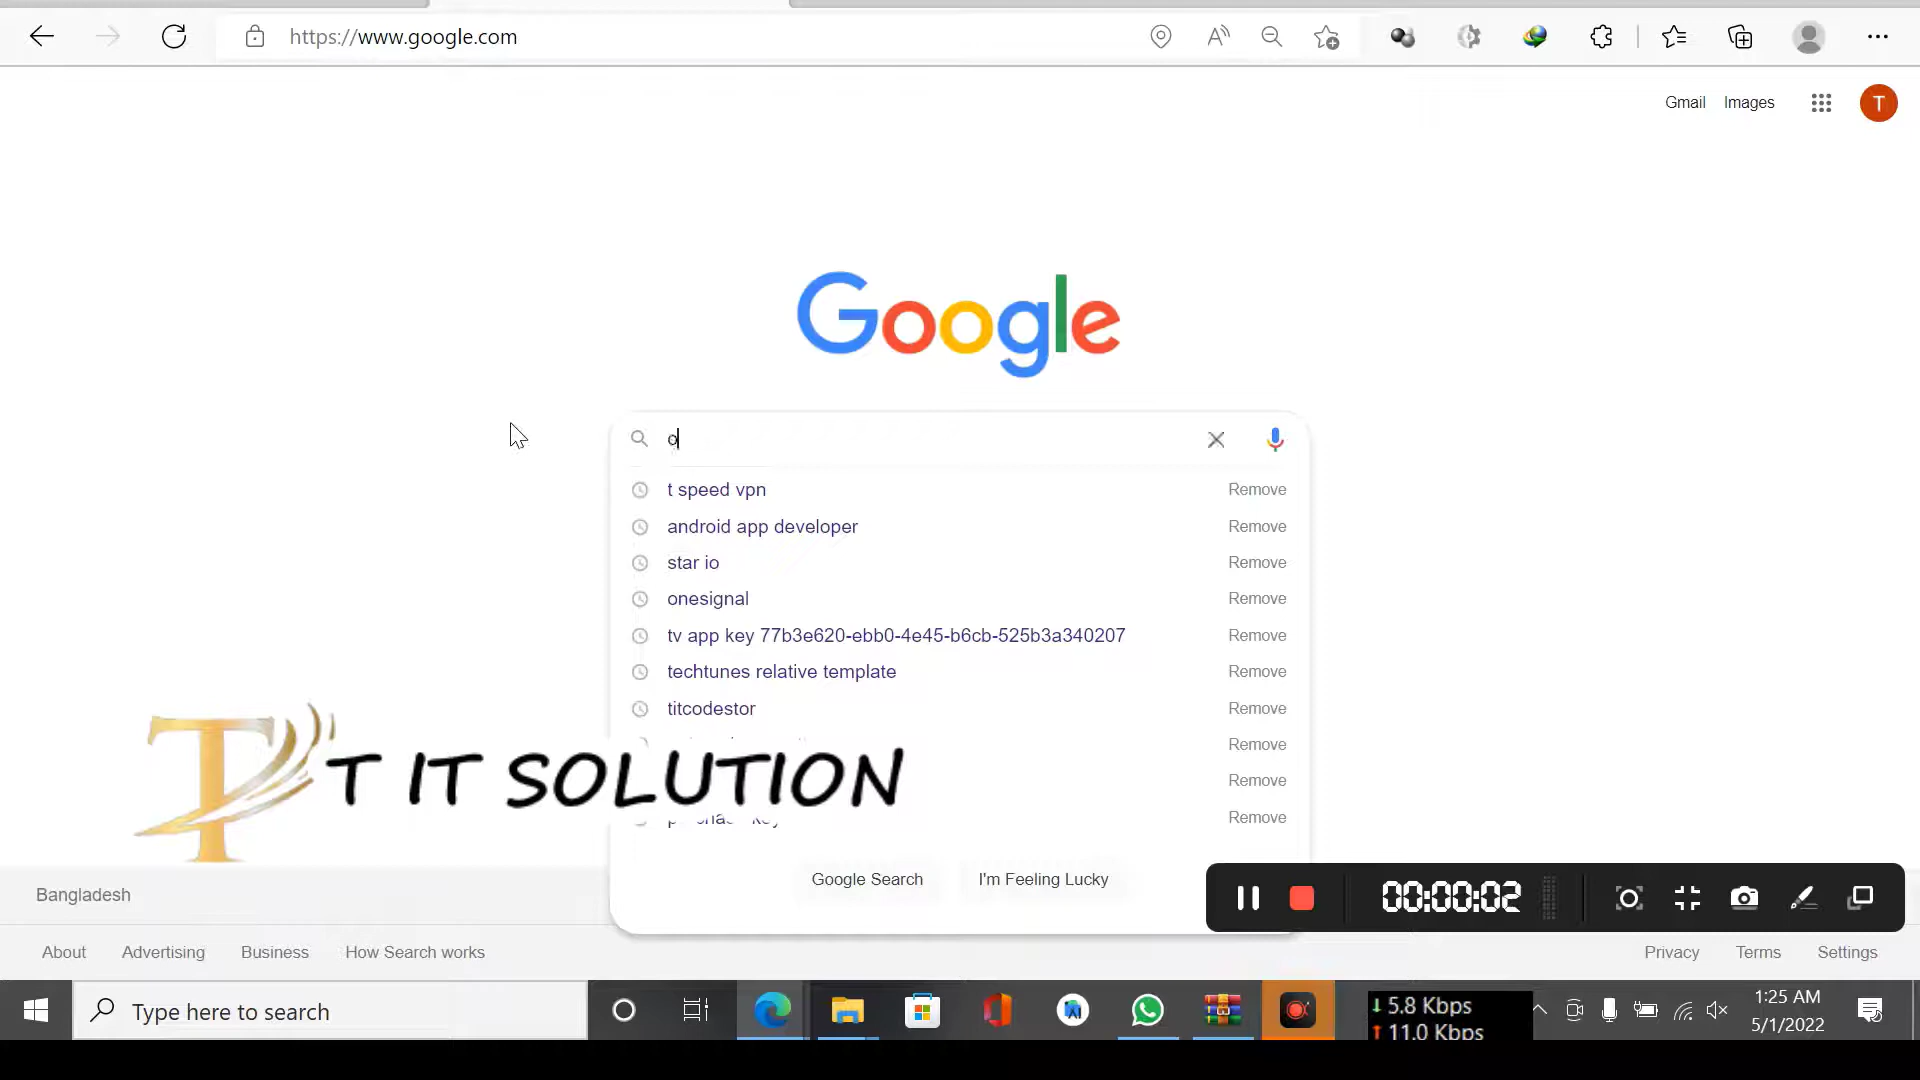 https://www.google.com
Gmail Images
T
Google
o
t speed vpn Remove
android app developer Remove
star io Remove
onesignal Remove
tv app key 77b3e620-ebb0-4e45-b6cb-525b3a340207 Remove
techtunes relative template Remove
titcodestor Remove
Remove
T IT SOLUTION Remove
Remove
Google Search I'm Feeling Lucky
00:00:02
Bangladesh
About Advertising Business How Search works Privacy Terms Settings
Type here to search
↓ 5.8 Kbps
↑ 11.0 Kbps
1:25 AM
5/1/2022